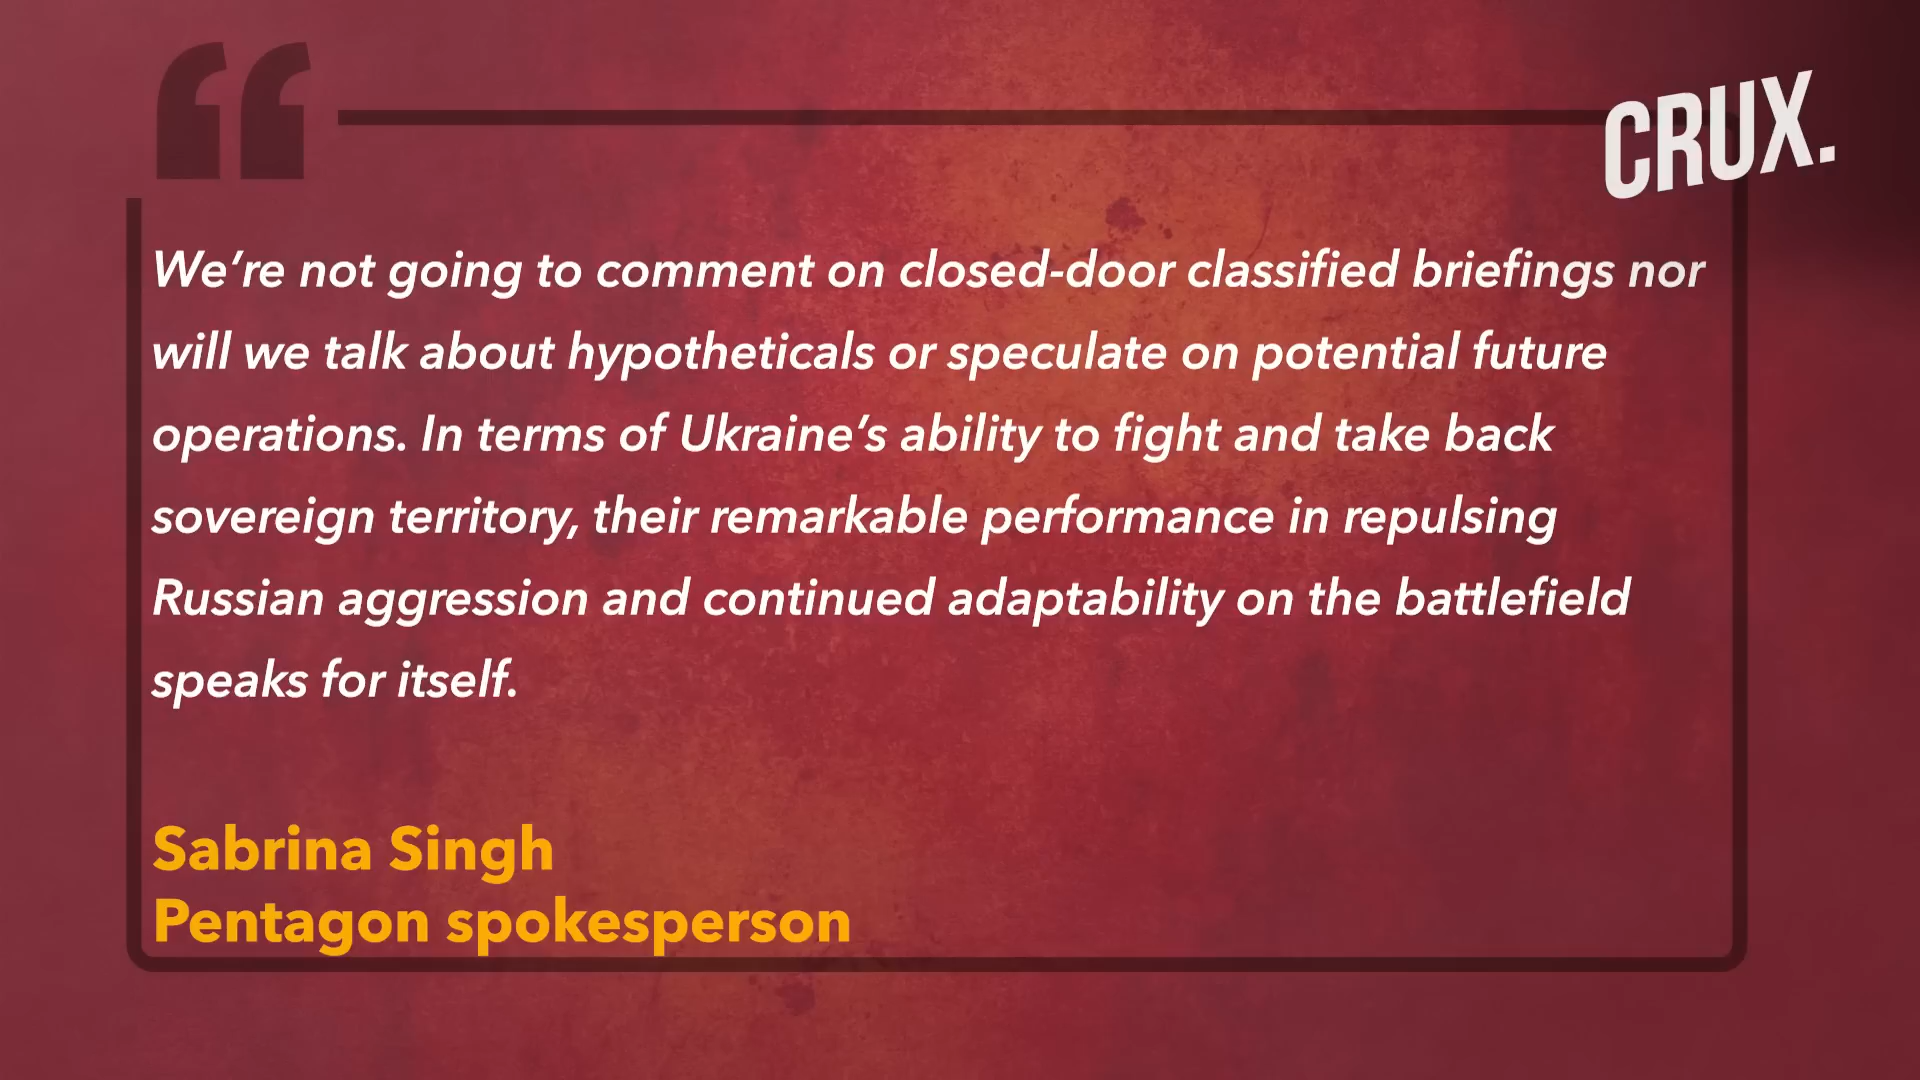 CRUX.
We’re not going to comment on closed-door classified briefings nor
will we talk about hypotheticals or speculate on potential future
operations. In terms of Ukraine’s ability to fight and take back
sovereign territory, their remarkable performance in repulsing
Russian aggression and continued adaptability on the battlefield
speaks for itself.
Sabrina Singh
Pentagon spokesperson